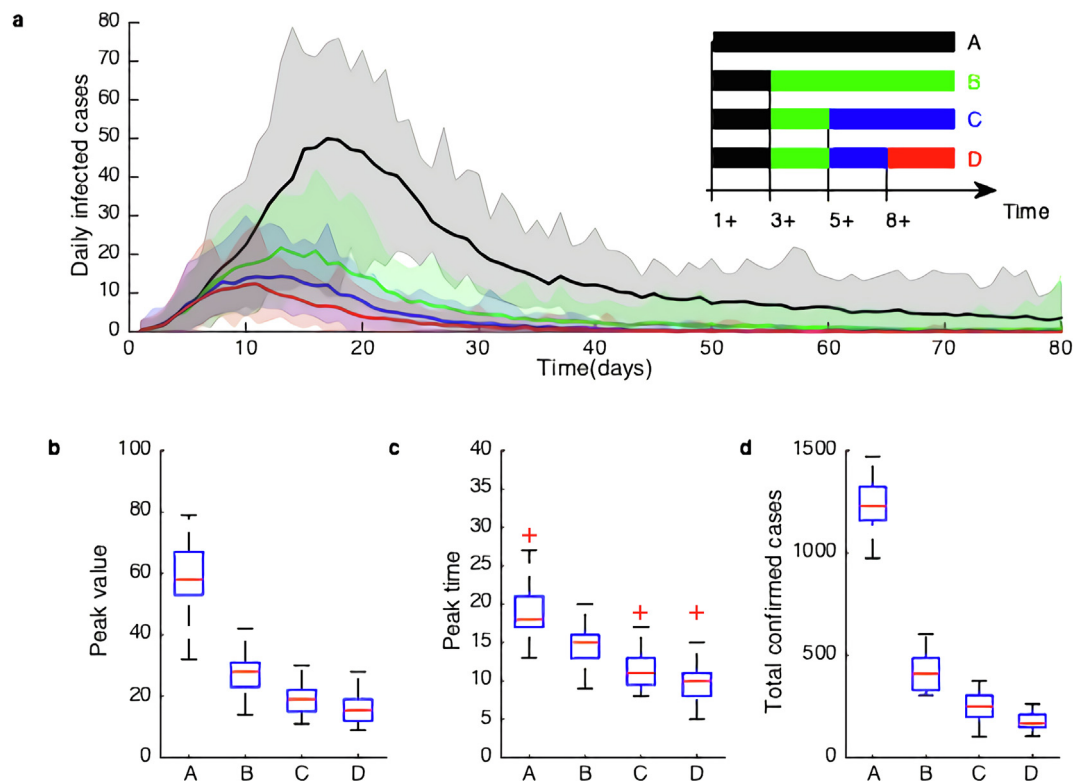 a
Daily infected cases
80
70
60
50
40
30
20
10
0
0 10 20 30 40 50 60 70 80
Time(days)
A
B
C
D
1+ 3+ 5+ 8+
Time
b
Peak value
100
80
60
40
20
0
A B C D
c
Peak time
40
35
30
25
20
15
10
5
0
A B C D
d
Total confirmed cases
1500
1000
500
0
A B C D